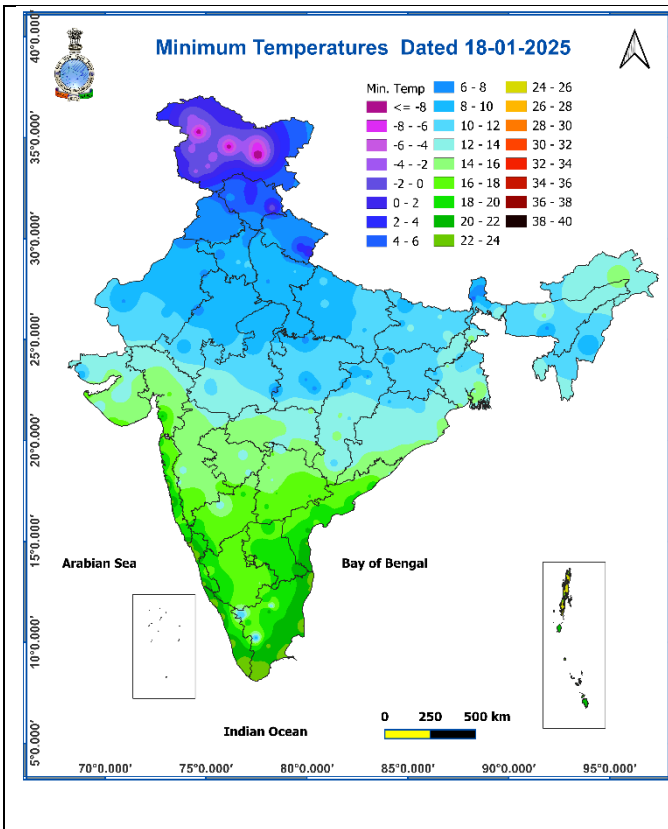 Minimum Temperatures Dated 18-01-2025
Min. Temp
<= -8
-8 - -6
-6 - -4
-4 - -2
-2 - 0
0 - 2
2 - 4
4 - 6
6 - 8
8 - 10
10 - 12
12 - 14
14 - 16
16 - 18
18 - 20
20 - 22
22 - 24
24 - 26
26 - 28
28 - 30
30 - 32
32 - 34
34 - 36
36 - 38
38 - 40
40°0.000'
35°0.000'
30°0.000'
25°0.000'
20°0.000'
15°0.000'
10°0.000'
5°0.000'
Arabian Sea
Bay of Bengal
Indian Ocean
0 250 500 km
70°0.000' 75°0.000' 80°0.000' 85°0.000' 90°0.000' 95°0.000'